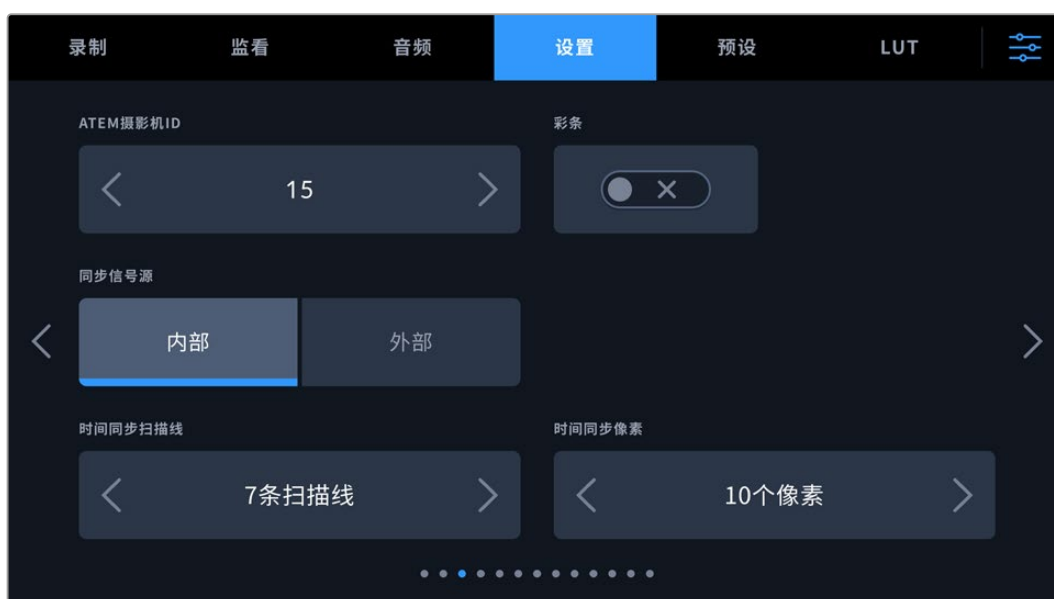 录制 监看 音频 设置 预设 LUT
ATEM摄影机ID 彩条
15
同步信号源
内部 外部
时间同步扫描线 时间同步像素
7条扫描线 10个像素